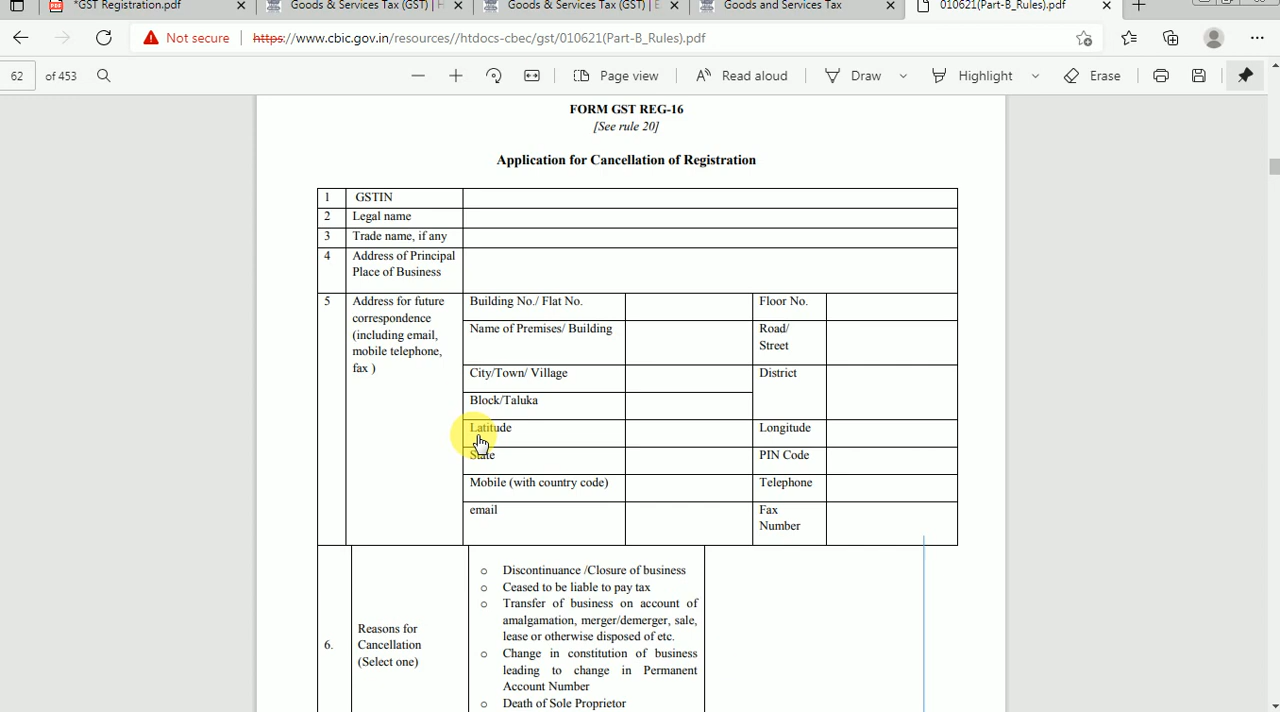 *GST Registration.pdf
Goods & Services Tax (GST) | H
Goods & Services Tax (GST) | E
Goods and Services Tax
010621(Part-B_Rules).pdf
Not secure
https://www.cbic.gov.in/resources//htdocs-cbec/gst/010621(Part-B_Rules).pdf
62 of 453
Page view
Read aloud
Draw
Highlight
Erase
FORM GST REG-16
[See rule 20]
Application for Cancellation of Registration
1 GSTIN
2 Legal name
3 Trade name, if any
4 Address of Principal
Place of Business
5 Address for future
correspondence
(including email,
mobile telephone,
fax )
Building No./ Flat No. Floor No.
Name of Premises/ Building Road/
Street
City/Town/ Village District
Block/Taluka
Latitude Longitude
State PIN Code
Mobile (with country code) Telephone
email Fax
Number
6. Reasons for
Cancellation
(Select one)
o Discontinuance /Closure of business
o Ceased to be liable to pay tax
o Transfer of business on account of
amalgamation, merger/demerger, sale,
lease or otherwise disposed of etc.
o Change in constitution of business
leading to change in Permanent
Account Number
o Death of Sole Proprietor